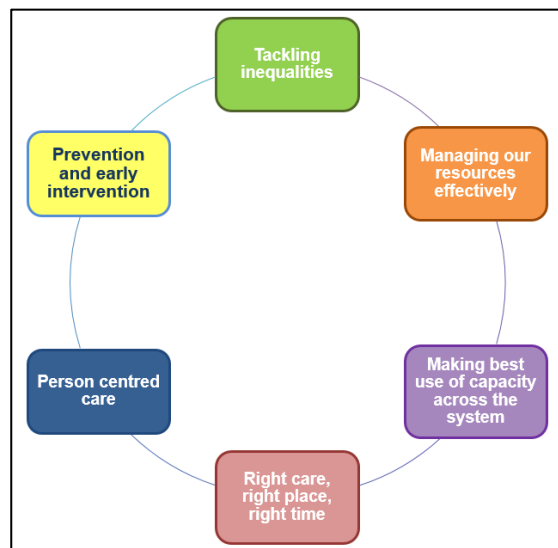 Tackling
inequalities
Managing our
resources
effectively
Making best
use of capacity
across the
system
Right care,
right place,
right time
Person centred
care
Prevention
and early
intervention